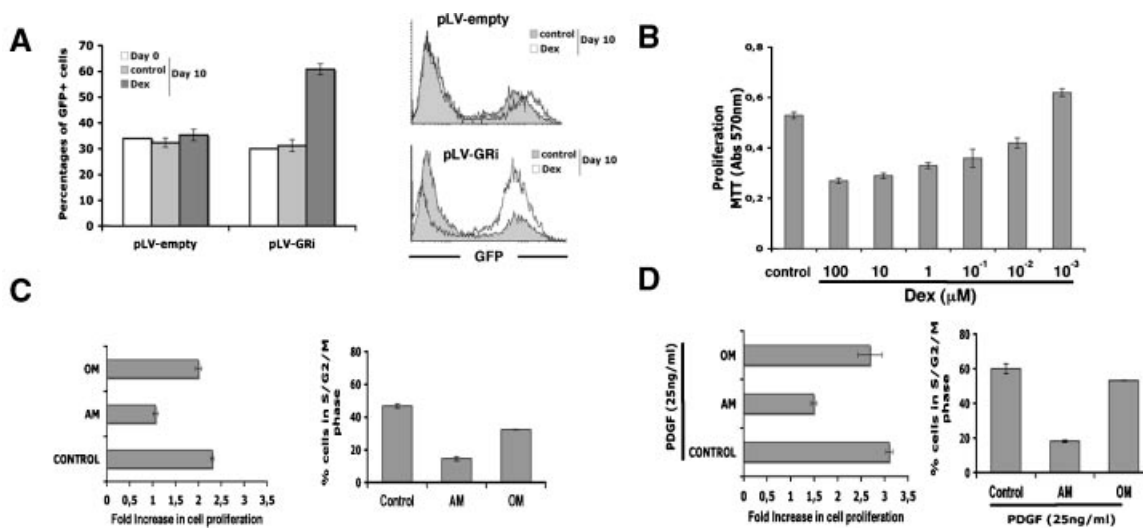 A
Percentages of GFP+ cells
70
60
50
40
30
20
10
0
Day 0
control
Dex
Day 10
pLV-empty
pLV-GRi
pLV-empty
control
Dex
Day 10
pLV-GRi
control
Dex
Day 10
GFP
B
Proliferation
MTT (Abs 570nm)
0,8
0,6
0,4
0,2
0
control
100
10
1
10-1
10-2
10-3
Dex (μM)
C
OM
AM
CONTROL
0
0,5
1
1,5
2
2,5
3
3,5
Fold Increase in cell proliferation
% cells in S/G2/M
phase
80
60
40
20
0
Control
AM
OM
D
PDGF (25ng/ml)
OM
AM
CONTROL
0
0,5
1
1,5
2
2,5
3
3,5
Fold Increase in cell proliferation
% cells in S/G2/M
phase
80
60
40
20
0
Control
AM
OM
PDGF (25ng/ml)